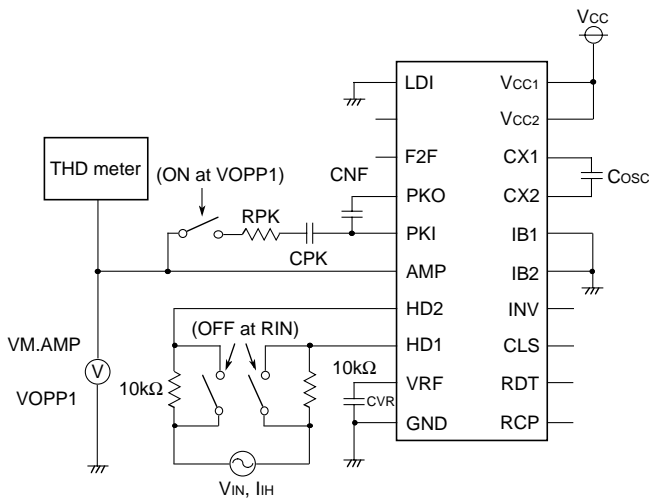 VCC
LDI VCC1
VCC2
THD meter
(ON at VOPP1)
CNF
F2F CX1
COSC
RPK
PKO CX2
CPK
PKI IB1
AMP IB2
HD2 INV
(OFF at RIN)
VM.AMP
HD1 CLS
10kΩ
V
VOPP1
10kΩ
VRF RDT
CVR
GND RCP
VIN, IIH